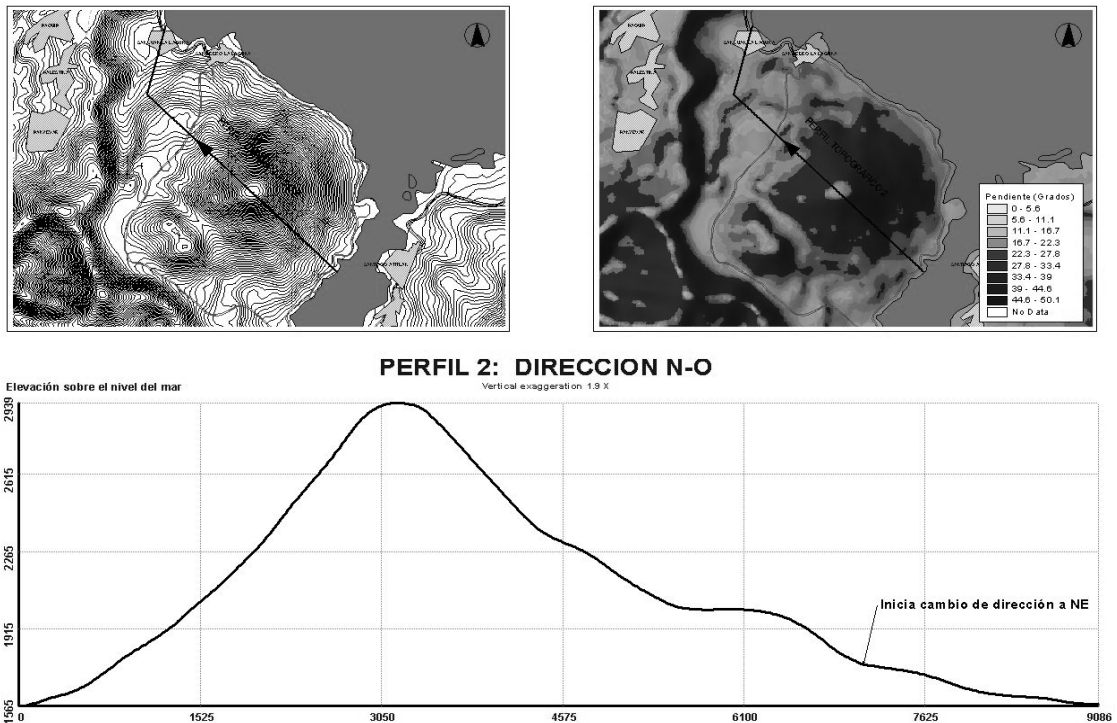 PERFIL TOPOGRAFICO 2
Pendiente (Grados)
0 - 5.6
5.6 - 11.1
11.1 - 16.7
16.7 - 22.3
22.3 - 27.8
27.8 - 33.4
33.4 - 39
39 - 44.6
44.6 - 50.1
No Data
PERFIL 2: DIRECCION N-O
Vertical exaggeration 1.9 X
Elevación sobre el nivel del mar
2939
2615
2265
1915
1565
Inicia cambio de dirección a NE
0
1525
3050
4575
6100
7625
9086